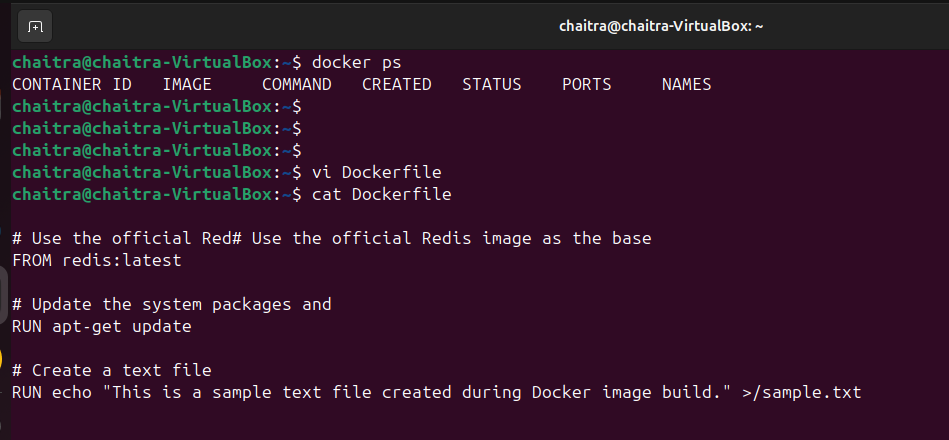 chaitra@chaitra-VirtualBox: ~
chaitra@chaitra-VirtualBox:~$ docker ps
CONTAINER ID   IMAGE     COMMAND   CREATED   STATUS    PORTS     NAMES
chaitra@chaitra-VirtualBox:~$
chaitra@chaitra-VirtualBox:~$
chaitra@chaitra-VirtualBox:~$
chaitra@chaitra-VirtualBox:~$ vi Dockerfile
chaitra@chaitra-VirtualBox:~$ cat Dockerfile
# Use the official Red# Use the official Redis image as the base
FROM redis:latest
# Update the system packages and
RUN apt-get update
# Create a text file
RUN echo "This is a sample text file created during Docker image build." >/sample.txt